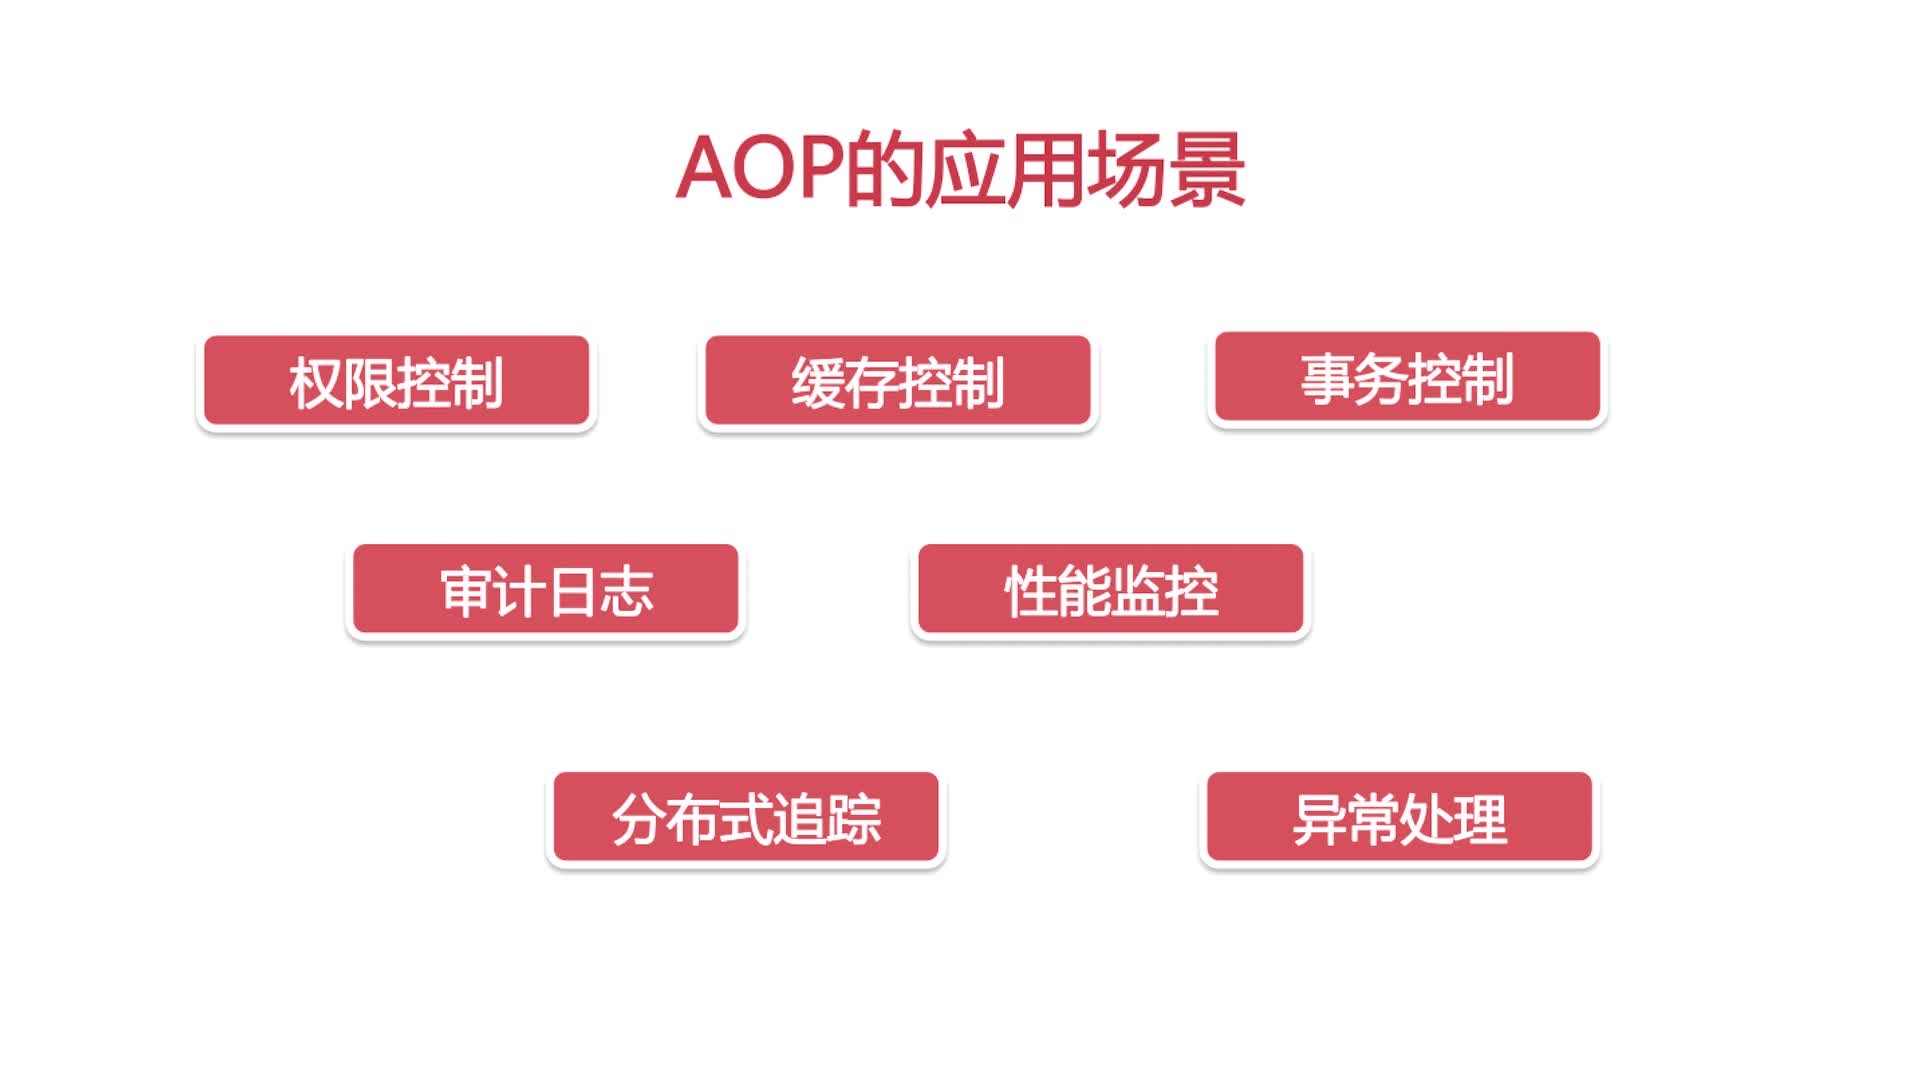 AOP的应用场景
权限控制
缓存控制
事务控制
审计日志
性能监控
分布式追踪
异常处理